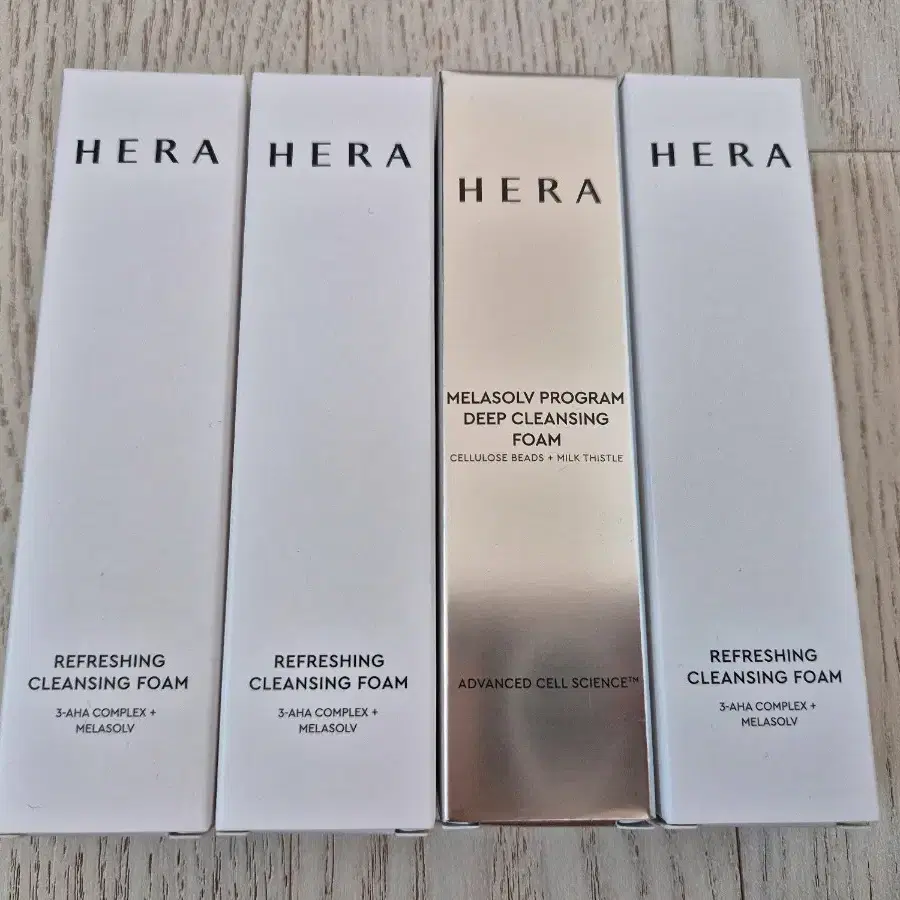 HERA
REFRESHING
CLEANSING FOAM
3-AHA COMPLEX +
MELASOLV
HERA
REFRESHING
CLEANSING FOAM
3-AHA COMPLEX +
MELASOLV
HERA
MELASOLV PROGRAM
DEEP CLEANSING
FOAM
CELLULOSE BEADS + MILK THISTLE
ADVANCED CELL SCIENCE™
HERA
REFRESHING
CLEANSING FOAM
3-AHA COMPLEX +
MELASOLV